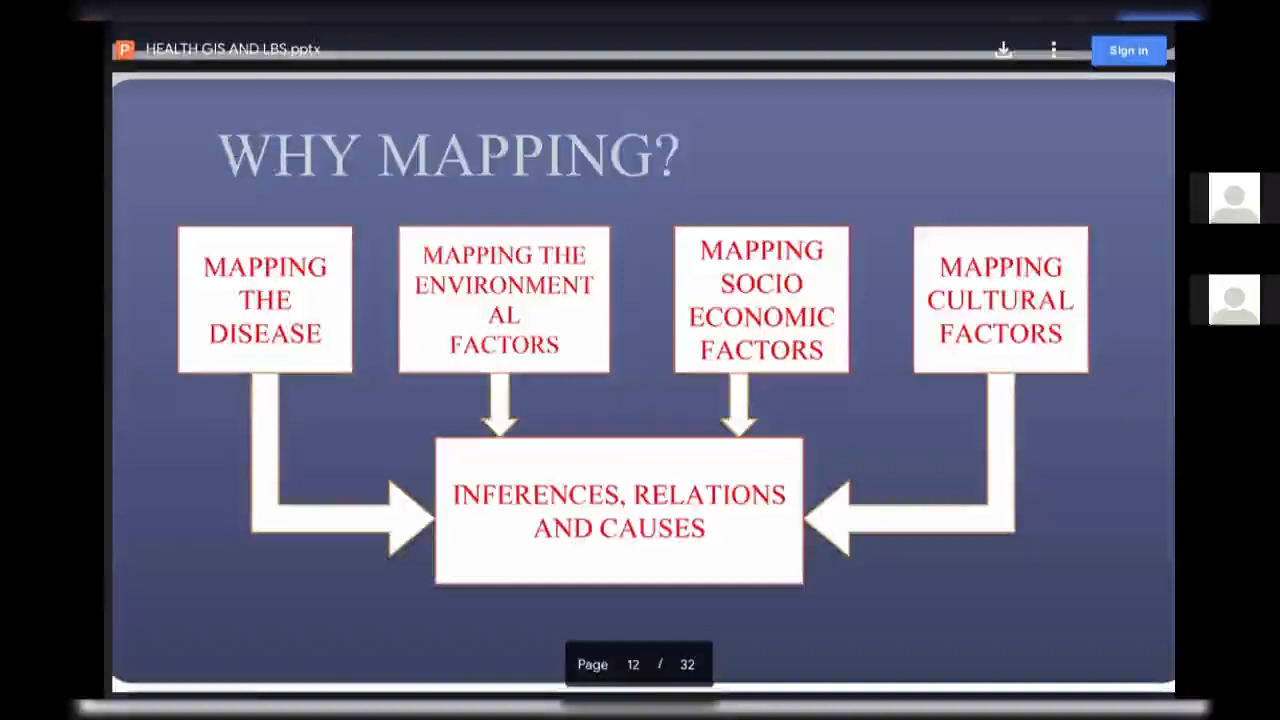 P HEALTH GIS AND LBS.pptx
Sign in
WHY MAPPING?
MAPPING
THE
DISEASE
MAPPING THE
ENVIRONMENT
AL
FACTORS
MAPPING
SOCIO
ECONOMIC
FACTORS
MAPPING
CULTURAL
FACTORS
INFERENCES, RELATIONS
AND CAUSES
Page 12 / 32